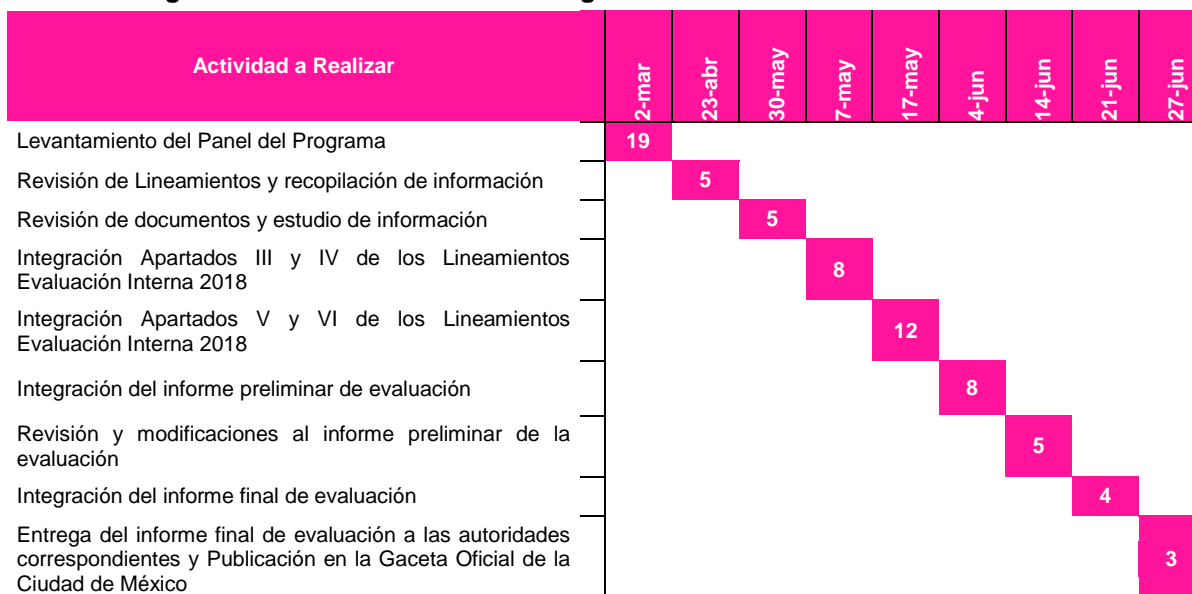 Actividad a Realizar
2-mar
23-abr
30-may
7-may
17-may
4-jun
14-jun
21-jun
27-jun
Levantamiento del Panel del Programa
19
Revisión de Lineamientos y recopilación de información
5
Revisión de documentos y estudio de información
5
Integración Apartados III y IV de los Lineamientos
Evaluación Interna 2018
8
Integración Apartados V y VI de los Lineamientos
Evaluación Interna 2018
12
Integración del informe preliminar de evaluación
8
Revisión y modificaciones al informe preliminar de la
evaluación
5
Integración del informe final de evaluación
4
Entrega del informe final de evaluación a las autoridades
correspondientes y Publicación en la Gaceta Oficial de la
Ciudad de México
3